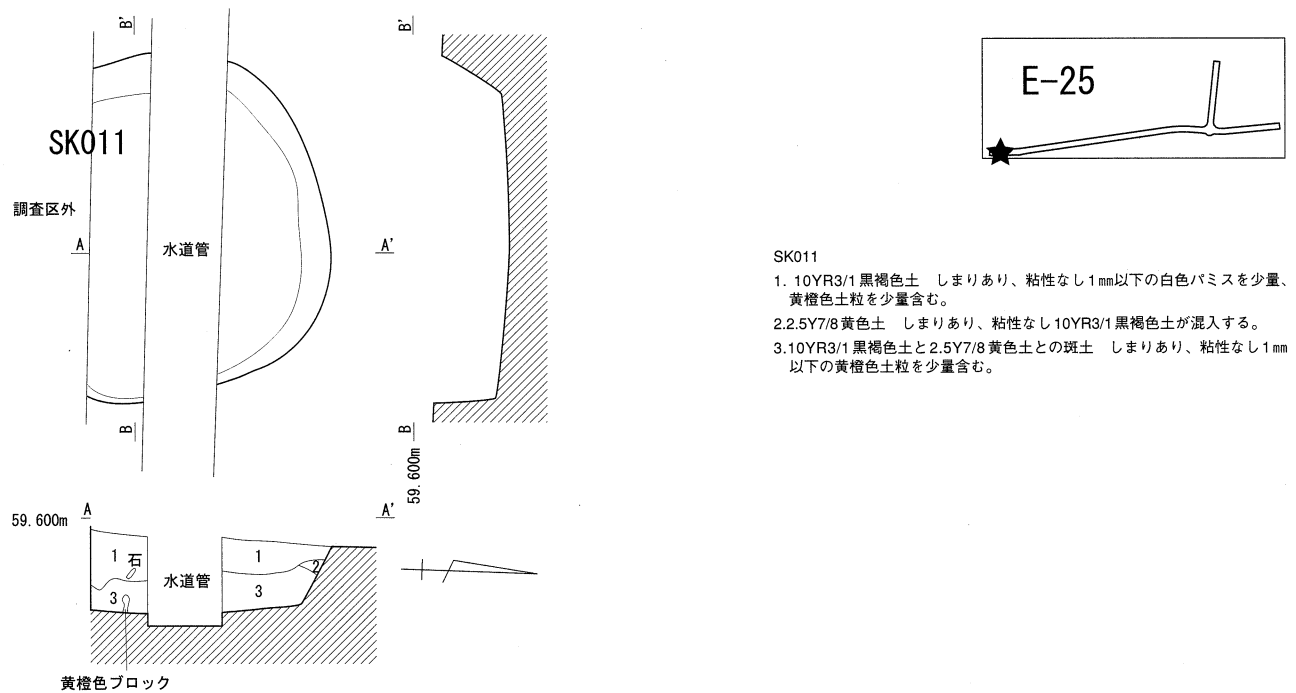 B'
B'
E-25
SK011
調査区外
A
水道管
A'
SK011
1. 10YR3/1黒褐色土　しまりあり、粘性なし1mm以下の白色パミスを少量、
黄橙色土粒を少量含む。
2.2.5Y7/8黄色土　しまりあり、粘性なし10YR3/1黒褐色土が混入する。
3.10YR3/1黒褐色土と2.5Y7/8黄色土との斑土　しまりあり、粘性なし1mm
以下の黄橙色土粒を少量含む。
B
B
59.600m
59.600m
A
A'
1
石
1
2
水道管
3
3
黄橙色ブロック